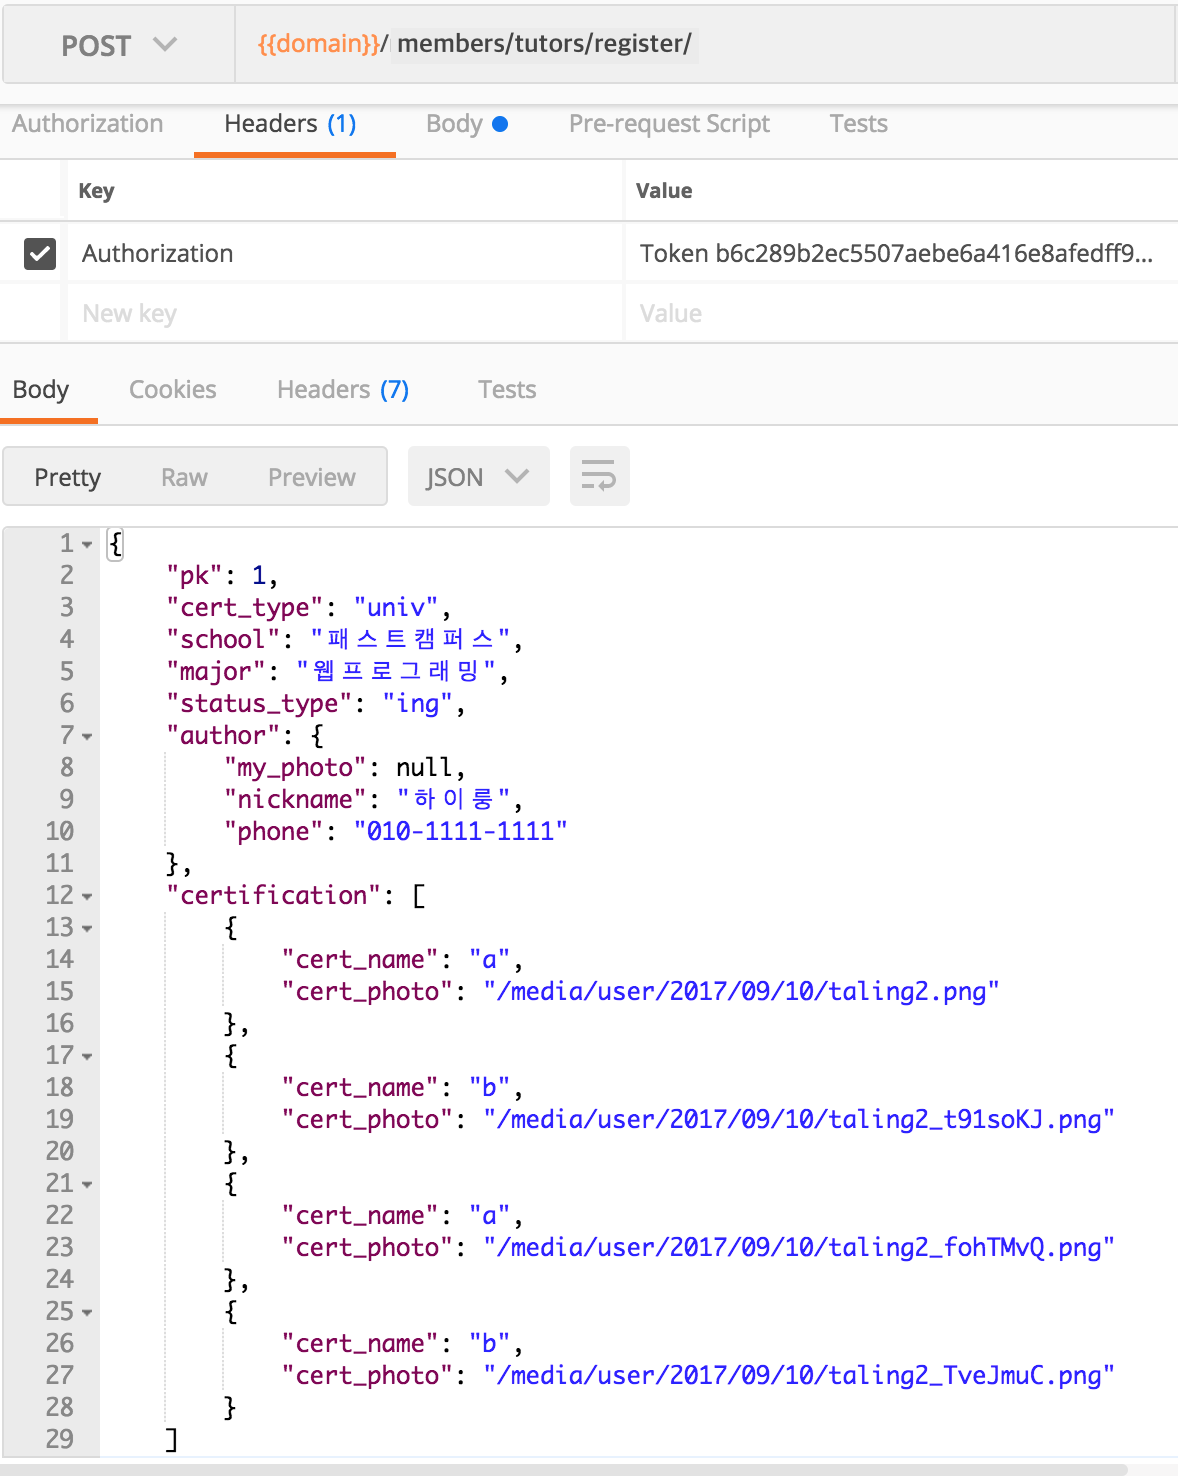 POST {{domain}}/ members/tutors/register/
Authorization Headers (1) Body Pre-request Script Tests
Key Value
Authorization Token b6c289b2ec5507aebe6a416e8afedff9...
New key Value
Body Cookies Headers (7) Tests
Pretty Raw Preview JSON
1 {
2 "pk": 1,
3 "cert_type": "univ",
4 "school": "패스트캠퍼스",
5 "major": "웹프로그래밍",
6 "status_type": "ing",
7 "author": {
8 "my_photo": null,
9 "nickname": "하이룽",
10 "phone": "010-1111-1111"
11 },
12 "certification": [
13 {
14 "cert_name": "a",
15 "cert_photo": "/media/user/2017/09/10/taling2.png"
16 },
17 {
18 "cert_name": "b",
19 "cert_photo": "/media/user/2017/09/10/taling2_t91soKJ.png"
20 },
21 {
22 "cert_name": "a",
23 "cert_photo": "/media/user/2017/09/10/taling2_fohTMvQ.png"
24 },
25 {
26 "cert_name": "b",
27 "cert_photo": "/media/user/2017/09/10/taling2_TveJmuC.png"
28 }
29 ]